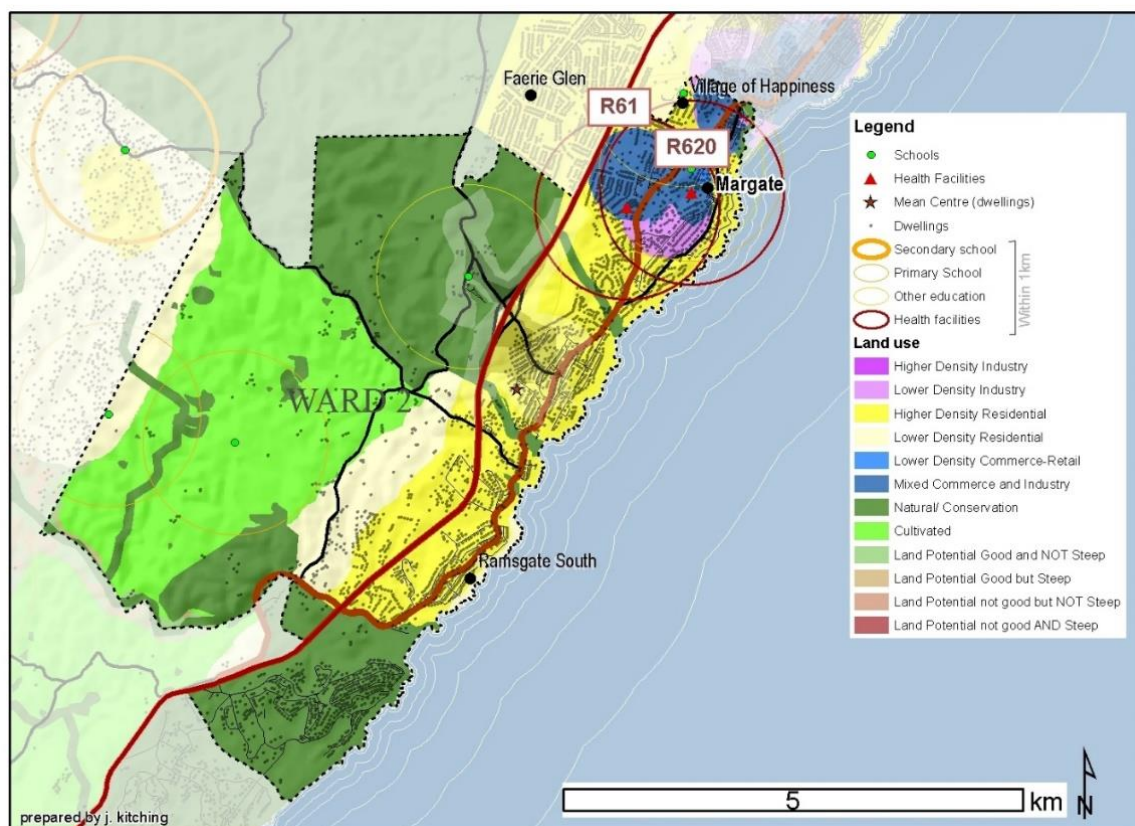 Faerie Glen
Village of Happiness
R61
R620
Margate
WARD 2
Ramsgate South
Legend
Schools
Health Facilities
Mean Centre (dwellings)
Dwellings
Secondary school
Primary School
Other education
Health facilities
Within 1km
Land use
Higher Density Industry
Lower Density Industry
Higher Density Residential
Lower Density Residential
Lower Density Commerce-Retail
Mixed Commerce and Industry
Natural/ Conservation
Cultivated
Land Potential Good and NOT Steep
Land Potential Good but Steep
Land Potential not good but NOT Steep
Land Potential not good AND Steep
5
km
N
prepared by j. kitching